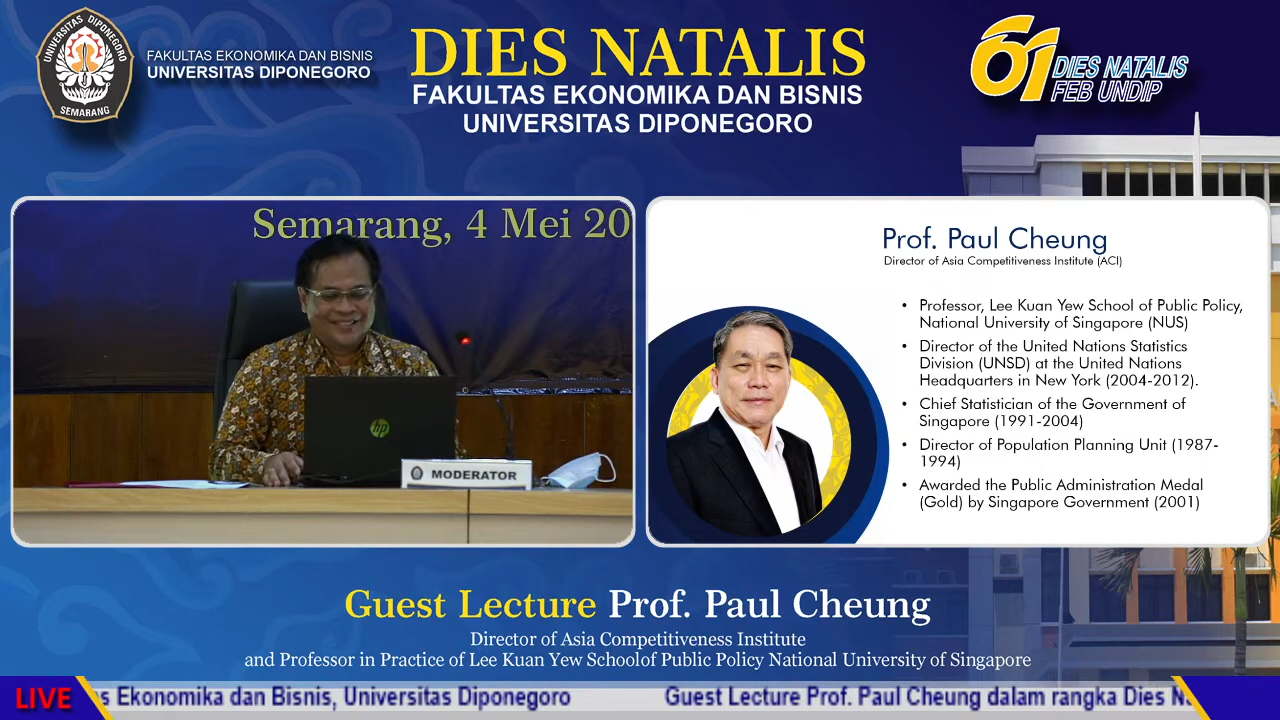 UNIVERSITAS DIPONEGORO
SEMARANG
FAKULTAS EKONOMIKA DAN BISNIS
UNIVERSITAS DIPONEGORO
DIES NATALIS
FAKULTAS EKONOMIKA DAN BISNIS
UNIVERSITAS DIPONEGORO
61 DIES NATALIS
FEB UNDIP
Semarang, 4 Mei 20
hp
MODERATOR
Prof. Paul Cheung
Director of Asia Competitiveness Institute (ACI)
• Professor, Lee Kuan Yew School of Public Policy,
National University of Singapore (NUS)
• Director of the United Nations Statistics
Division (UNSD) at the United Nations
Headquarters in New York (2004-2012).
• Chief Statistician of the Government of
Singapore (1991-2004)
• Director of Population Planning Unit (1987-
1994)
• Awarded the Public Administration Medal
(Gold) by Singapore Government (2001)
Guest Lecture Prof. Paul Cheung
Director of Asia Competitiveness Institute
and Professor in Practice of Lee Kuan Yew Schoolof Public Policy National University of Singapore
LIVE s Ekonomika dan Bisnis, Universitas Diponegoro Guest Lecture Prof. Paul Cheung dalam rangka Dies